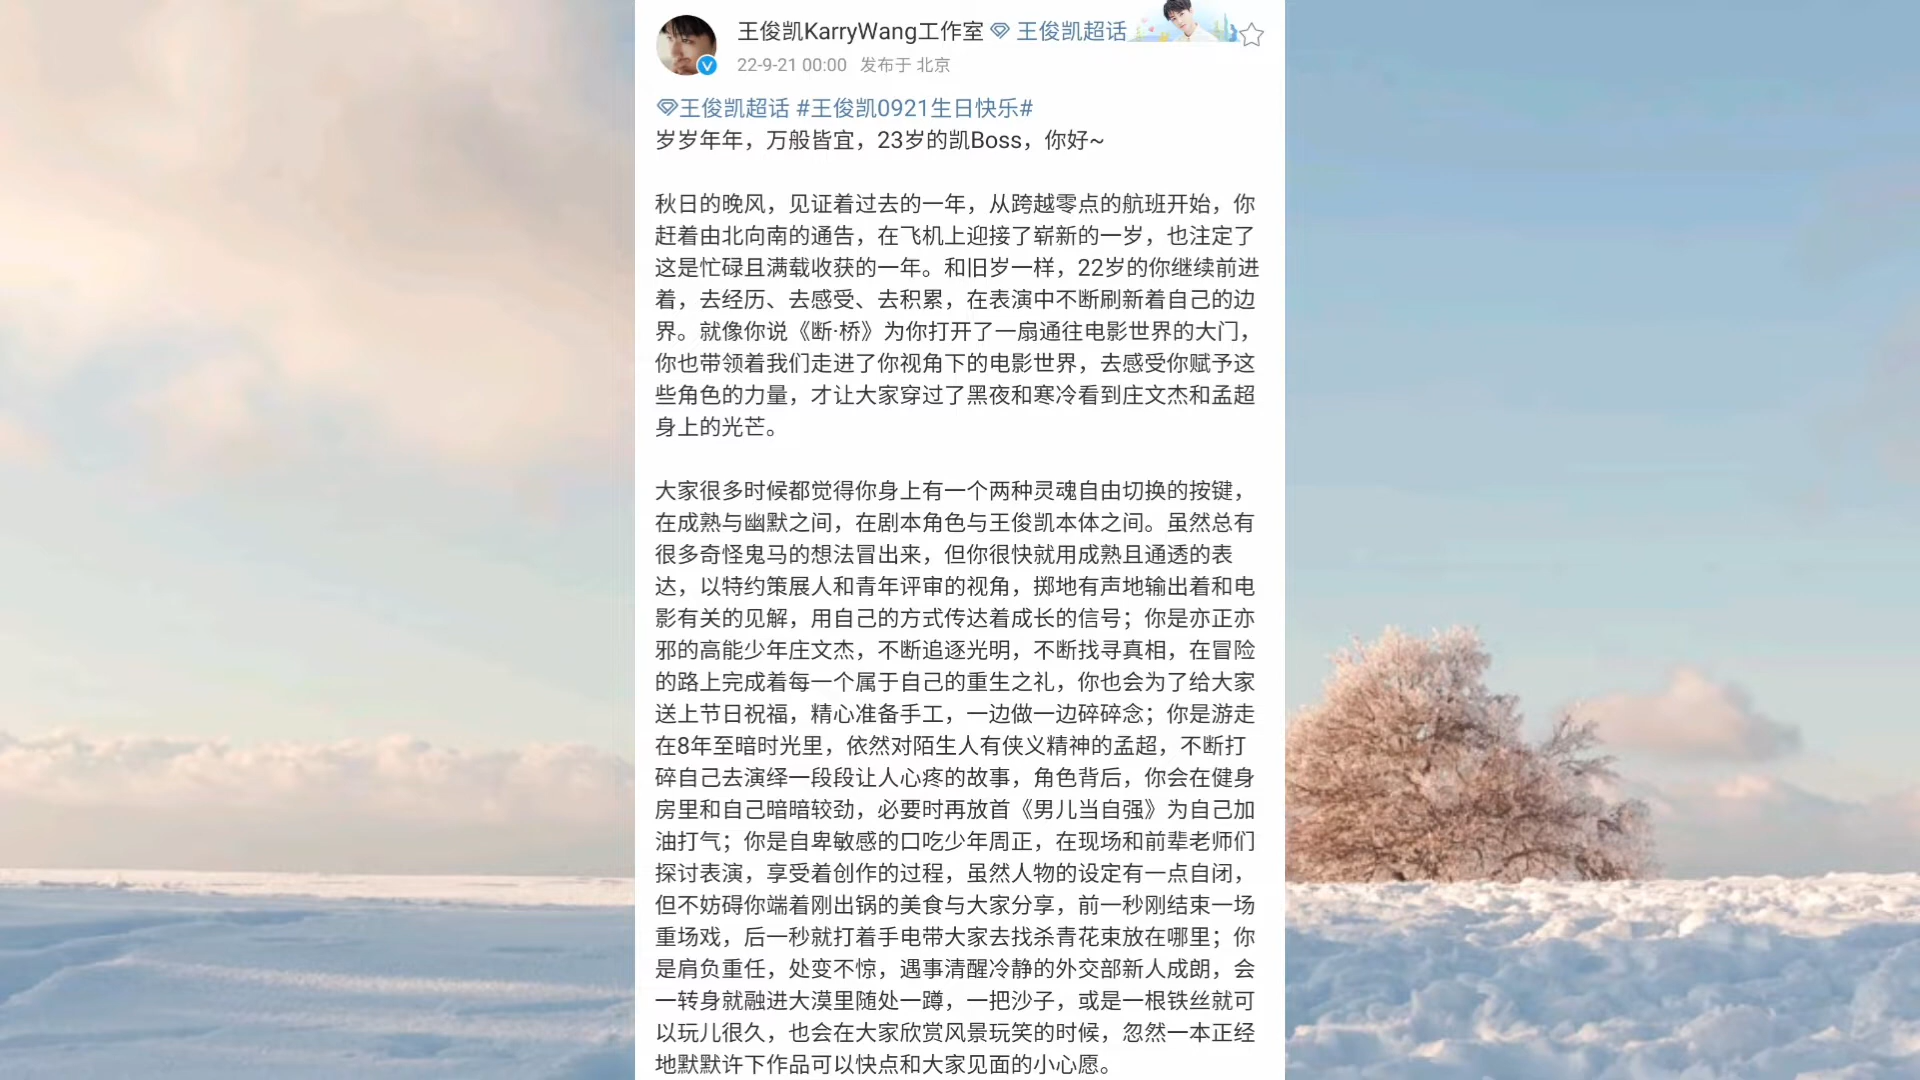 王俊凯KarryWang工作室 王俊凯超话
22-9-21 00:00 发布于 北京
王俊凯超话 #王俊凯0921生日快乐#
岁岁年年，万般皆宜，23岁的凯Boss，你好~
秋日的晚风，见证着过去的一年，从跨越零点的航班开始，你
赶着由北向南的通告，在飞机上迎接了崭新的一岁，也注定了
这是忙碌且满载收获的一年。和旧岁一样，22岁的你继续前进
着，去经历、去感受、去积累，在表演中不断刷新着自己的边
界。就像你说《断·桥》为你打开了一扇通往电影世界的大门，
你也带领着我们走进了你视角下的电影世界，去感受你赋予这
些角色的力量，才让大家穿过了黑夜和寒冷看到庄文杰和孟超
身上的光芒。
大家很多时候都觉得你身上有一个两种灵魂自由切换的按键，
在成熟与幽默之间，在剧本角色与王俊凯本体之间。虽然总有
很多奇怪鬼马的想法冒出来，但你很快就用成熟且通透的表
达，以特约策展人和青年评审的视角，掷地有声地输出着和电
影有关的见解，用自己的方式传达着成长的信号；你是亦正亦
邪的高能少年庄文杰，不断追逐光明，不断找寻真相，在冒险
的路上完成着每一个属于自己的重生之礼，你也会为了给大家
送上节日祝福，精心准备手工，一边做一边碎碎念；你是游走
在8年至暗时光里，依然对陌生人有侠义精神的孟超，不断打
碎自己去演绎一段段让人心疼的故事，角色背后，你会在健身
房里和自己暗暗较劲，必要时再放首《男儿当自强》为自己加
油打气；你是自卑敏感的口吃少年周正，在现场和前辈老师们
探讨表演，享受着创作的过程，虽然人物的设定有一点自闭，
但不妨碍你端着刚出锅的美食与大家分享，前一秒刚结束一场
重场戏，后一秒就打着手电带大家去找杀青花束放在哪里；你
是肩负重任，处变不惊，遇事清醒冷静的外交部新人成朗，会
一转身就融进大漠里随处一蹲，一把沙子，或是一根铁丝就可
以玩儿很久，也会在大家欣赏风景玩笑的时候，忽然一本正经
地默默许下作品可以快点和大家见面的小心愿。